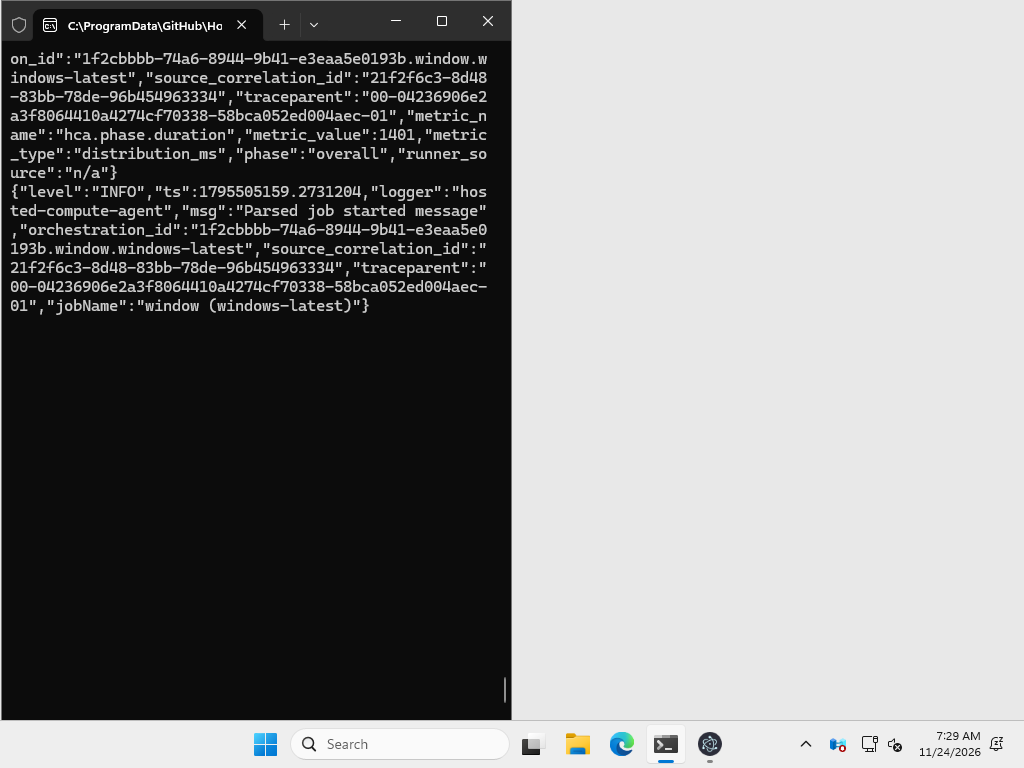 C:\ProgramData\GitHub\Ho
on_id":"1f2cbbbb-74a6-8944-9b41-e3eaa5e0193b.window.w
indows-latest","source_correlation_id":"21f2f6c3-8d48
-83bb-78de-96b454963334","traceparent":"00-04236906e2
a3f8064410a4274cf70338-58bca052ed004aec-01","metric_n
ame":"hca.phase.duration","metric_value":1401,"metric
_type":"distribution_ms","phase":"overall","runner_so
urce":"n/a"}
{"level":"INFO","ts":1795505159.2731204,"logger":"hos
ted-compute-agent","msg":"Parsed job started message"
,"orchestration_id":"1f2cbbbb-74a6-8944-9b41-e3eaa5e0
193b.window.windows-latest","source_correlation_id":"
21f2f6c3-8d48-83bb-78de-96b454963334","traceparent":"
00-04236906e2a3f8064410a4274cf70338-58bca052ed004aec-
01","jobName":"window (windows-latest)"}
Search
7:29 AM
11/24/2026